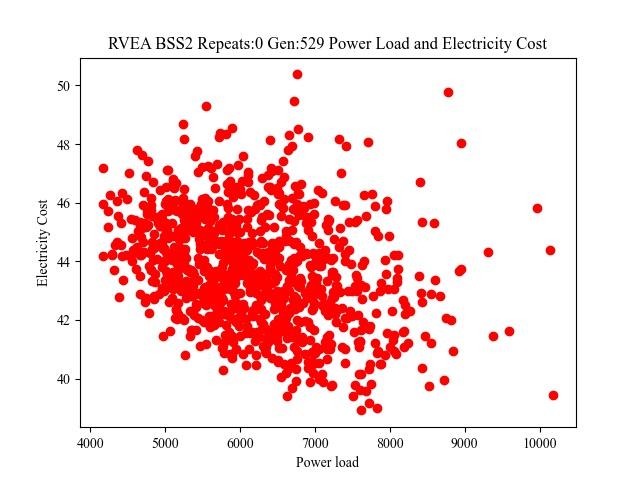 RVEA BSS2 Repeats:0 Gen:529 Power Load and Electricity Cost
50
48
46
44
42
40
Electricity Cost
4000 5000 6000 7000 8000 9000 10000
Power load